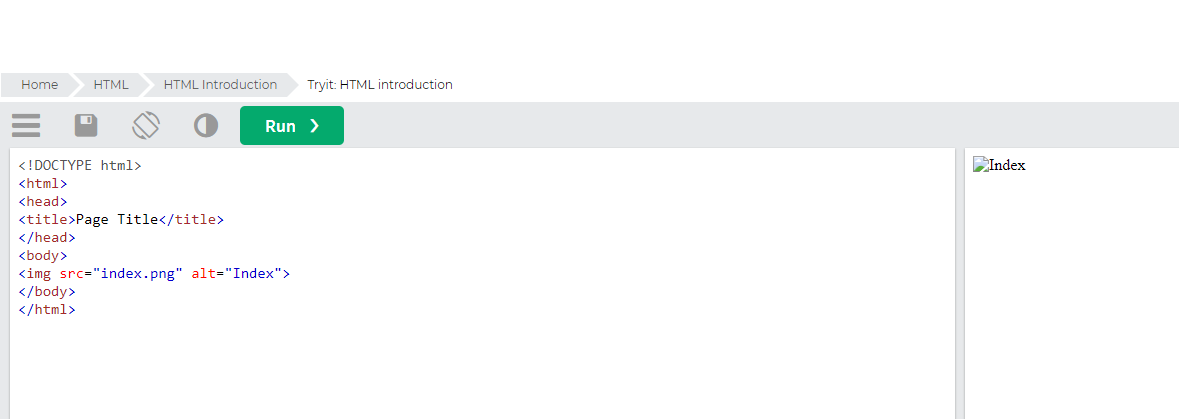 Home HTML HTML Introduction Tryit: HTML introduction
Run ❯
<!DOCTYPE html>
<html>
<head>
<title>Page Title</title>
</head>
<body>
<img src="index.png" alt="Index">
</body>
</html>
Index